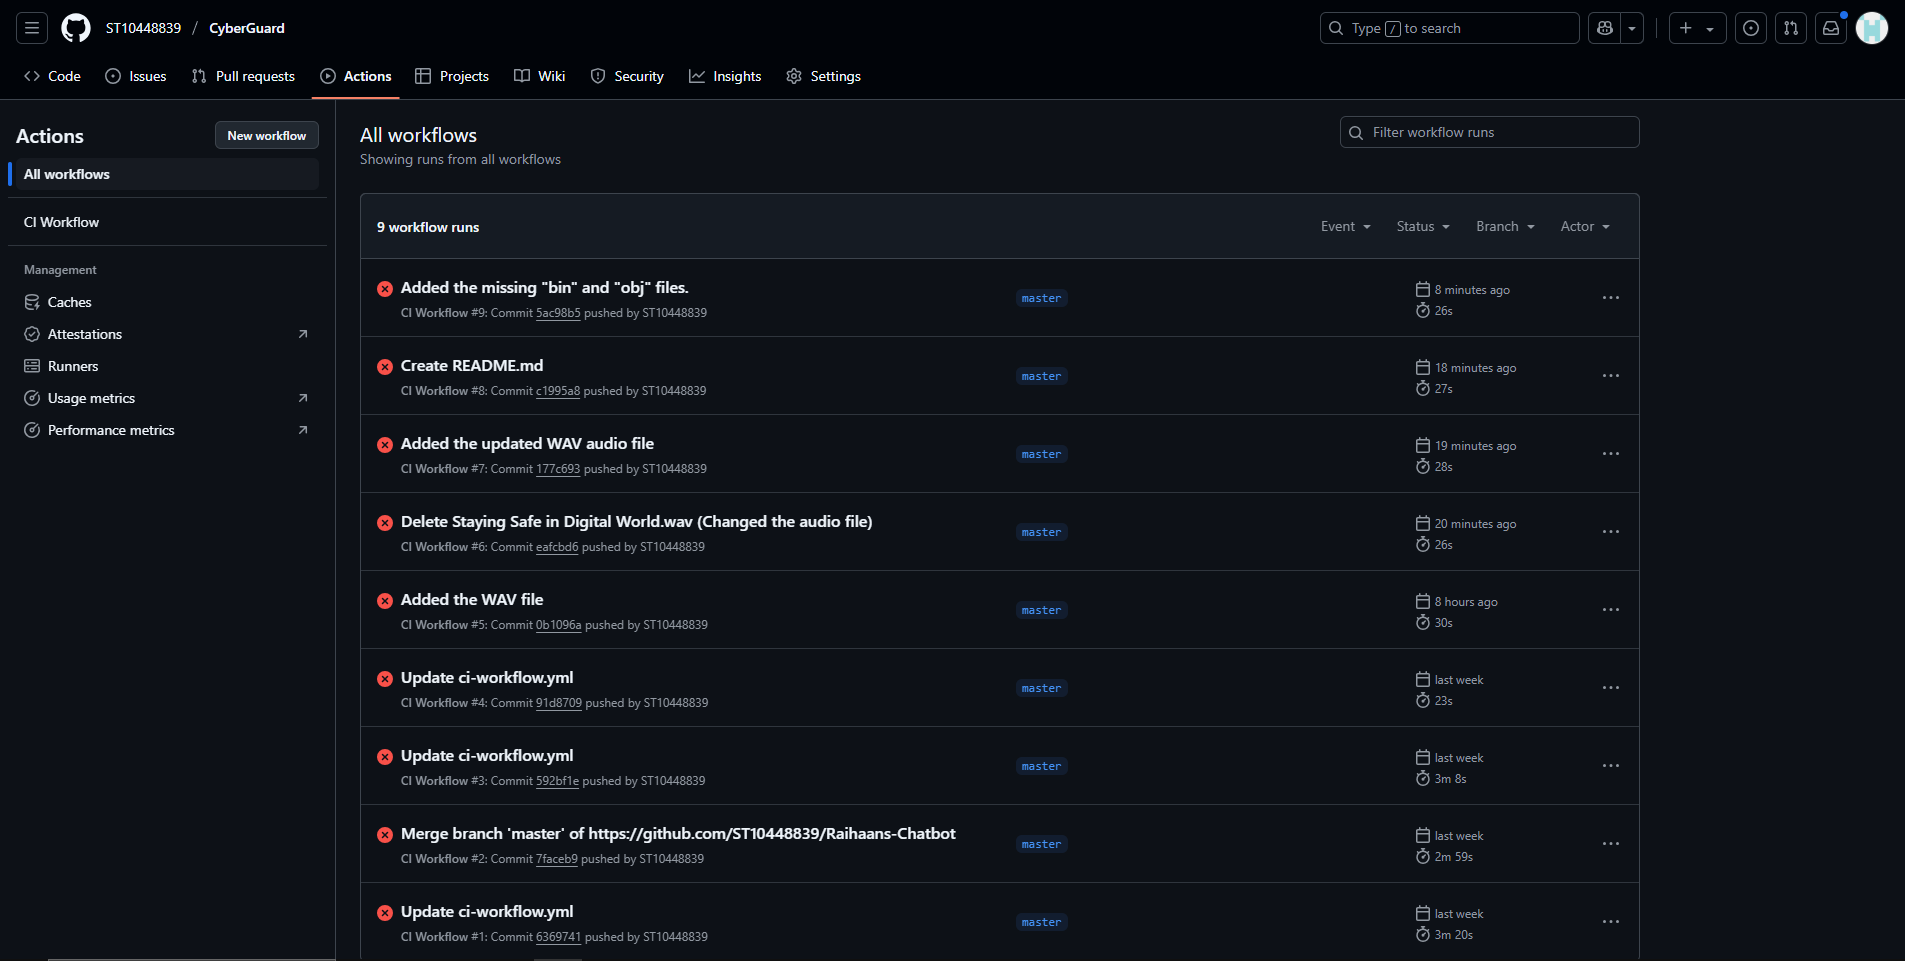 ST10448839 / CyberGuard
Type / to search
Code
Issues
Pull requests
Actions
Projects
Wiki
Security
Insights
Settings
Actions
New workflow
All workflows
CI Workflow
Management
Caches
Attestations
Runners
Usage metrics
Performance metrics
All workflows
Showing runs from all workflows
Filter workflow runs
9 workflow runs
Event
Status
Branch
Actor
Added the missing "bin" and "obj" files.
CI Workflow #9: Commit 5ac98b5 pushed by ST10448839
master
8 minutes ago
26s
Create README.md
CI Workflow #8: Commit c1995a8 pushed by ST10448839
master
18 minutes ago
27s
Added the updated WAV audio file
CI Workflow #7: Commit 177c693 pushed by ST10448839
master
19 minutes ago
28s
Delete Staying Safe in Digital World.wav (Changed the audio file)
CI Workflow #6: Commit eafcbd6 pushed by ST10448839
master
20 minutes ago
26s
Added the WAV file
CI Workflow #5: Commit 0b1096a pushed by ST10448839
master
8 hours ago
30s
Update ci-workflow.yml
CI Workflow #4: Commit 91d8709 pushed by ST10448839
master
last week
23s
Update ci-workflow.yml
CI Workflow #3: Commit 592bf1e pushed by ST10448839
master
last week
3m 8s
Merge branch 'master' of https://github.com/ST10448839/Raihaans-Chatbot
CI Workflow #2: Commit 7faceb9 pushed by ST10448839
master
last week
2m 59s
Update ci-workflow.yml
CI Workflow #1: Commit 6369741 pushed by ST10448839
master
last week
3m 20s